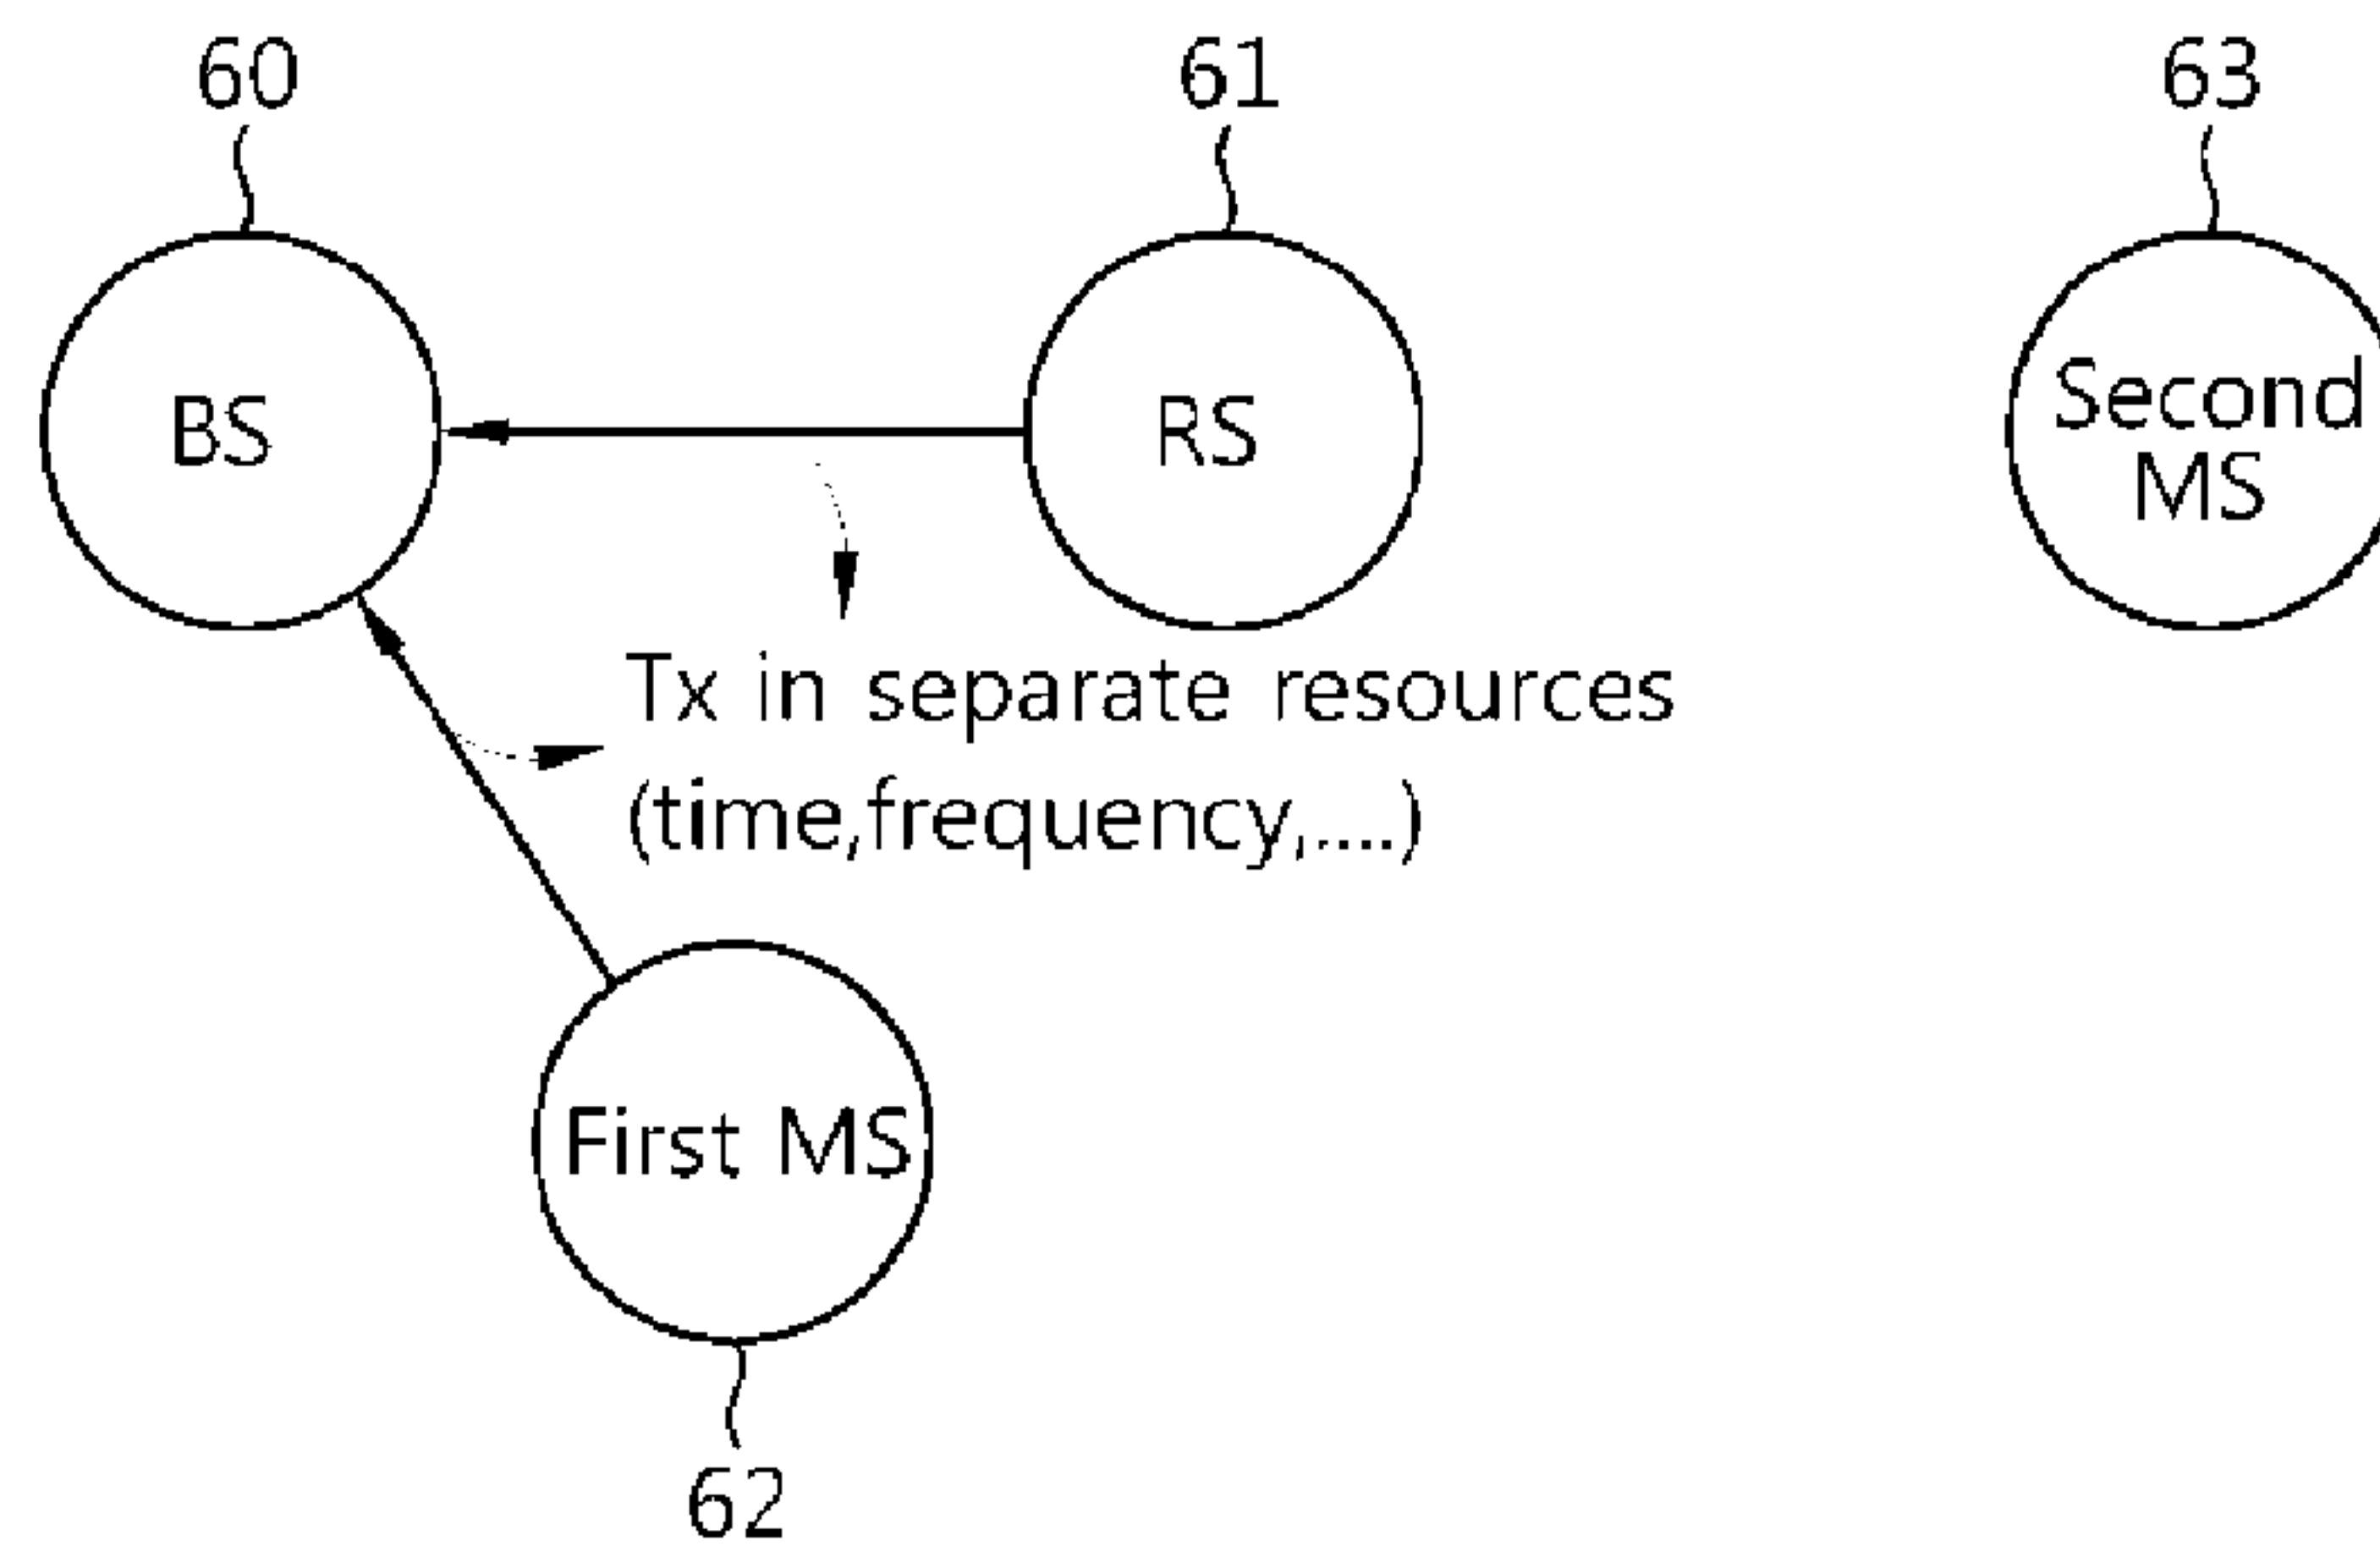 60
61
63
BS
RS
Second
MS
Tx in separate resources
(time,frequency,....)
First MS
62